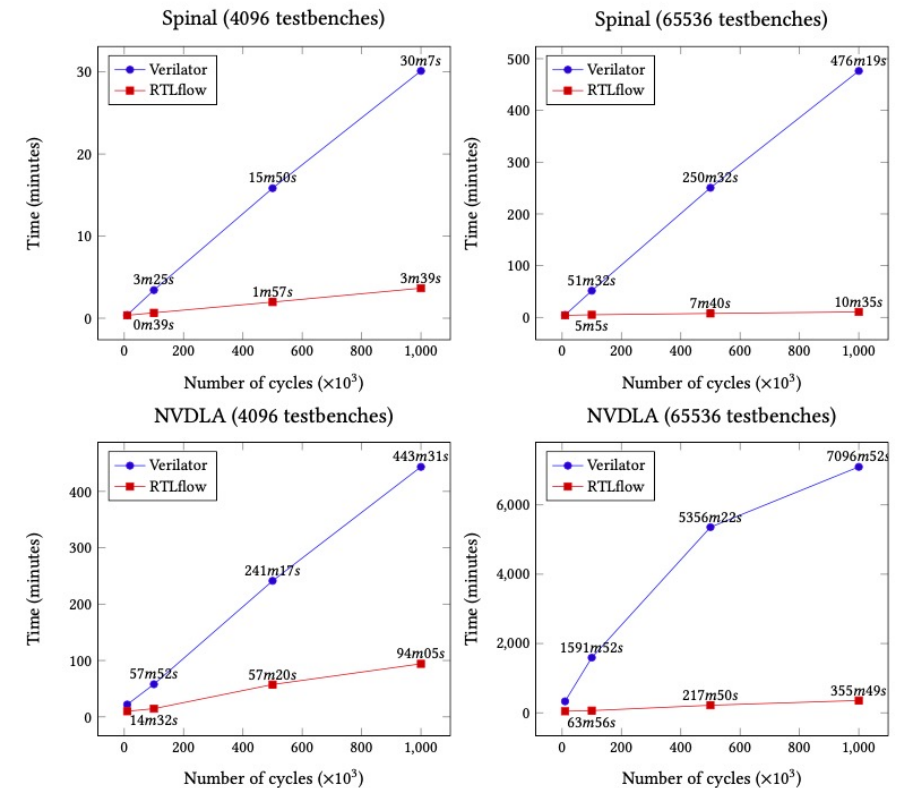 Spinal (4096 testbenches)
Verilator
RTLflow
30m7s
15m50s
3m25s
0m39s
1m57s
3m39s
30
20
10
0
Time (minutes)
0 200 400 600 800 1,000
Number of cycles (×10³)
Spinal (65536 testbenches)
Verilator
RTLflow
476m19s
250m32s
51m32s
5m5s
7m40s
10m35s
500
400
300
200
100
0
Time (minutes)
0 200 400 600 800 1,000
Number of cycles (×10³)
NVDLA (4096 testbenches)
Verilator
RTLflow
443m31s
241m17s
57m52s
14m32s
57m20s
94m05s
400
300
200
100
0
Time (minutes)
0 200 400 600 800 1,000
Number of cycles (×10³)
NVDLA (65536 testbenches)
Verilator
RTLflow
7096m52s
5356m22s
1591m52s
63m56s
217m50s
355m49s
6,000
4,000
2,000
0
Time (minutes)
0 200 400 600 800 1,000
Number of cycles (×10³)